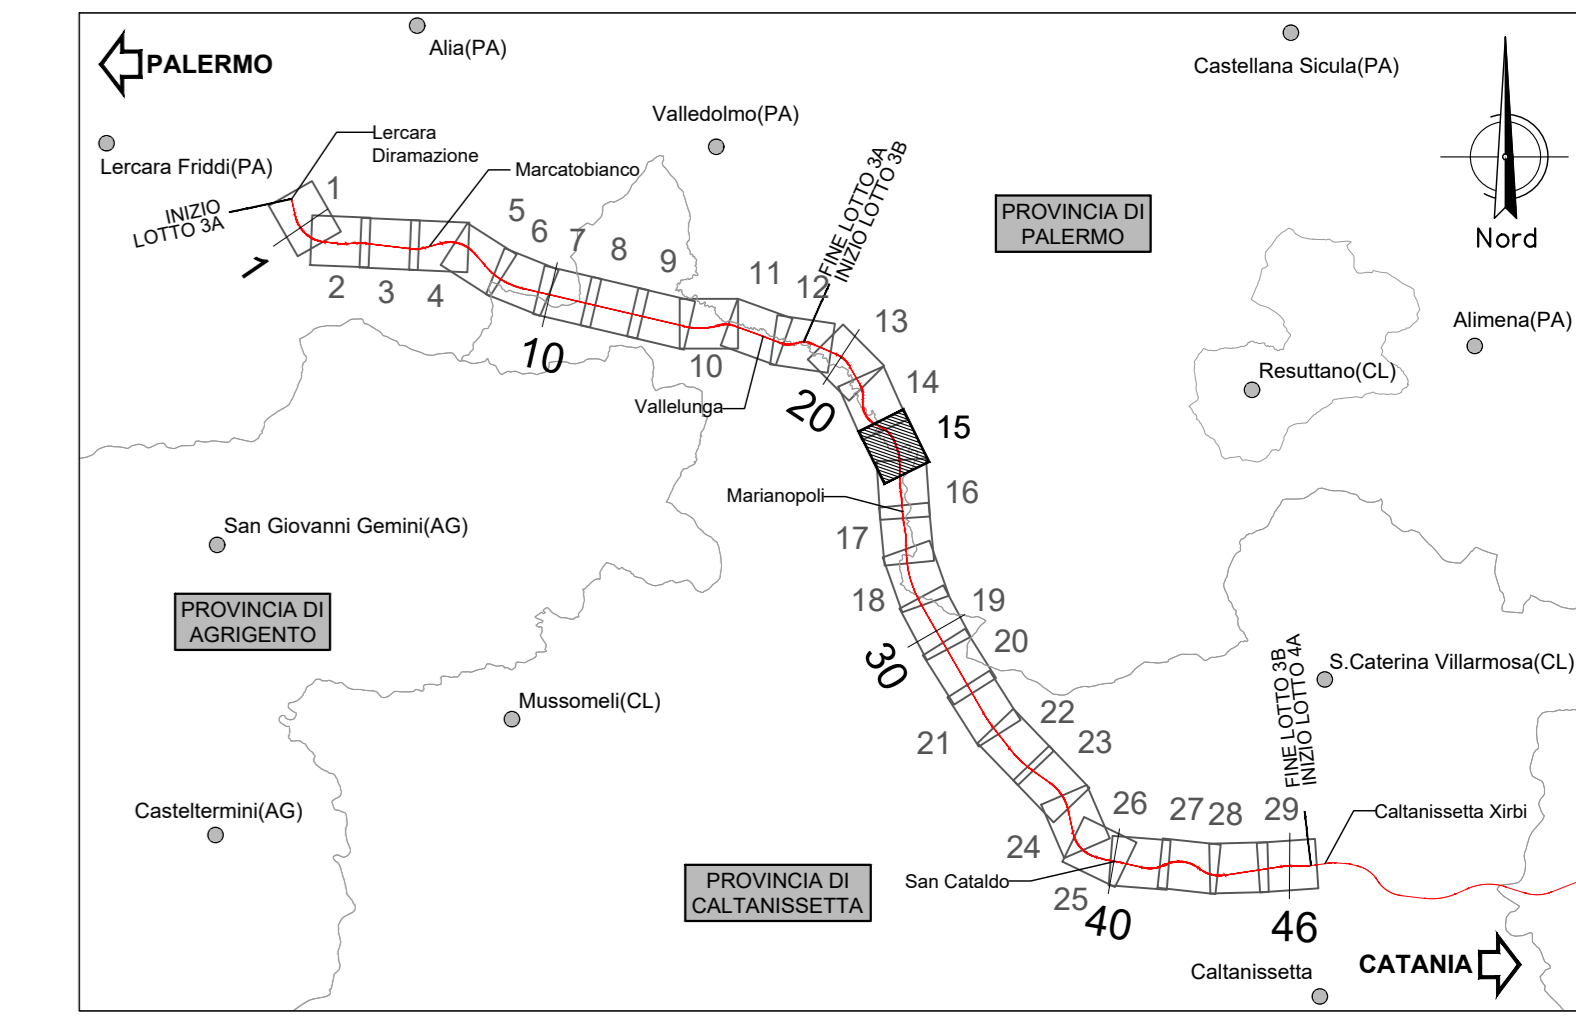 Alia(PA)
PALERMO
Castellana Sicula(PA)
Valledolmo(PA)
Lercara
Diramazione
Lercara Friddi(PA)
Marcatobianco
INIZIO
LOTTO 3A
FINE LOTTO 3A
INIZIO LOTTO 3B
PROVINCIA DI
PALERMO
Nord
1
1
2
3
4
5
6
7
8
9
10
10
11
12
13
14
15
16
17
18
19
20
20
21
22
23
24
25
26
27
28
29
30
40
46
Alimena(PA)
Resuttano(CL)
Vallelunga
Marianopoli
San Giovanni Gemini(AG)
PROVINCIA DI
AGRIGENTO
Mussomeli(CL)
S.Caterina Villarmosa(CL)
FINE LOTTO 3B
INIZIO LOTTO 4A
Casteltermini(AG)
Caltanissetta Xirbi
PROVINCIA DI
CALTANISSETTA
San Cataldo
CATANIA
Caltanissetta